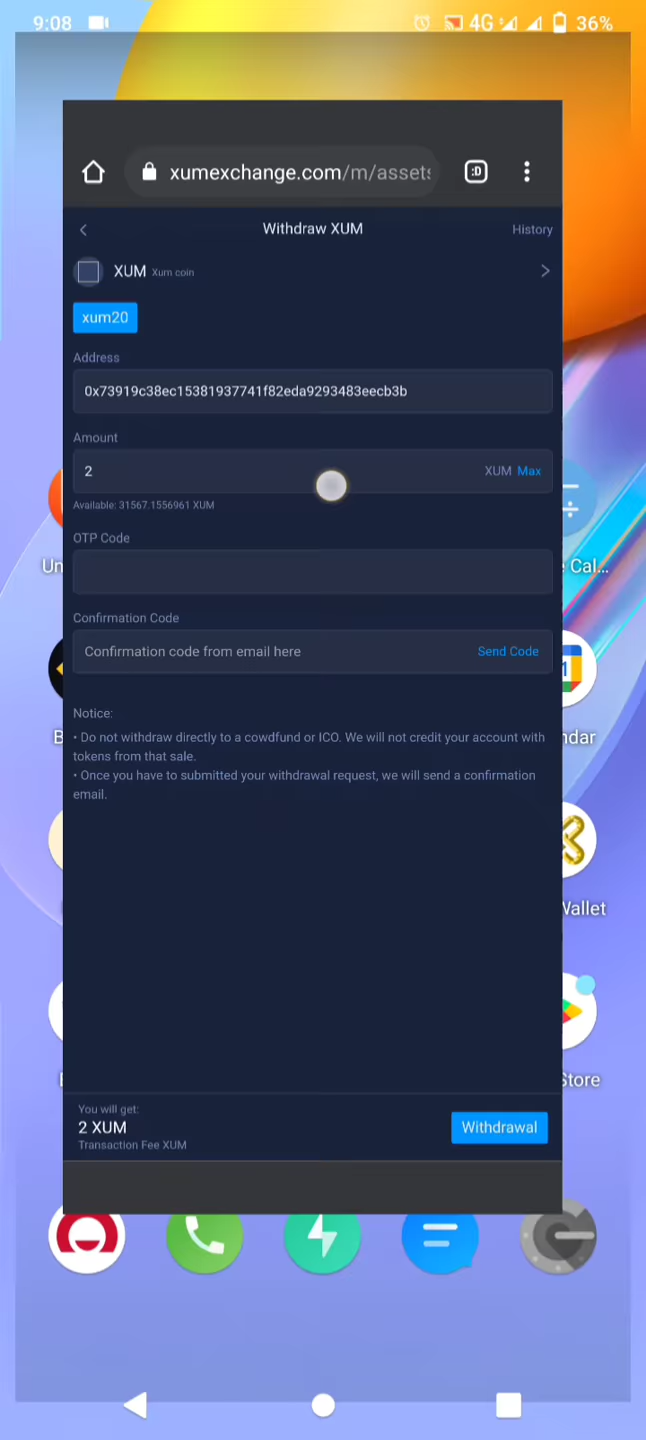 9:08 4G 36%
:D
xumexchange.com/m/assets
Withdraw XUM
History
XUM Xum coin
xum20
Address
0x73919c38ec15381937741f82eda9293483eecb3b
Amount
2
XUM Max
Available: 31567.1556961 XUM
OTP Code
Confirmation Code
Confirmation code from email here
Send Code
Notice:
• Do not withdraw directly to a cowdfund or ICO. We will not credit your account with
tokens from that sale.
• Once you have to submitted your withdrawal request, we will send a confirmation
email.
You will get:
2 XUM
Transaction Fee XUM
Withdrawal
Un
Cal...
B
ndar
Wallet
Store